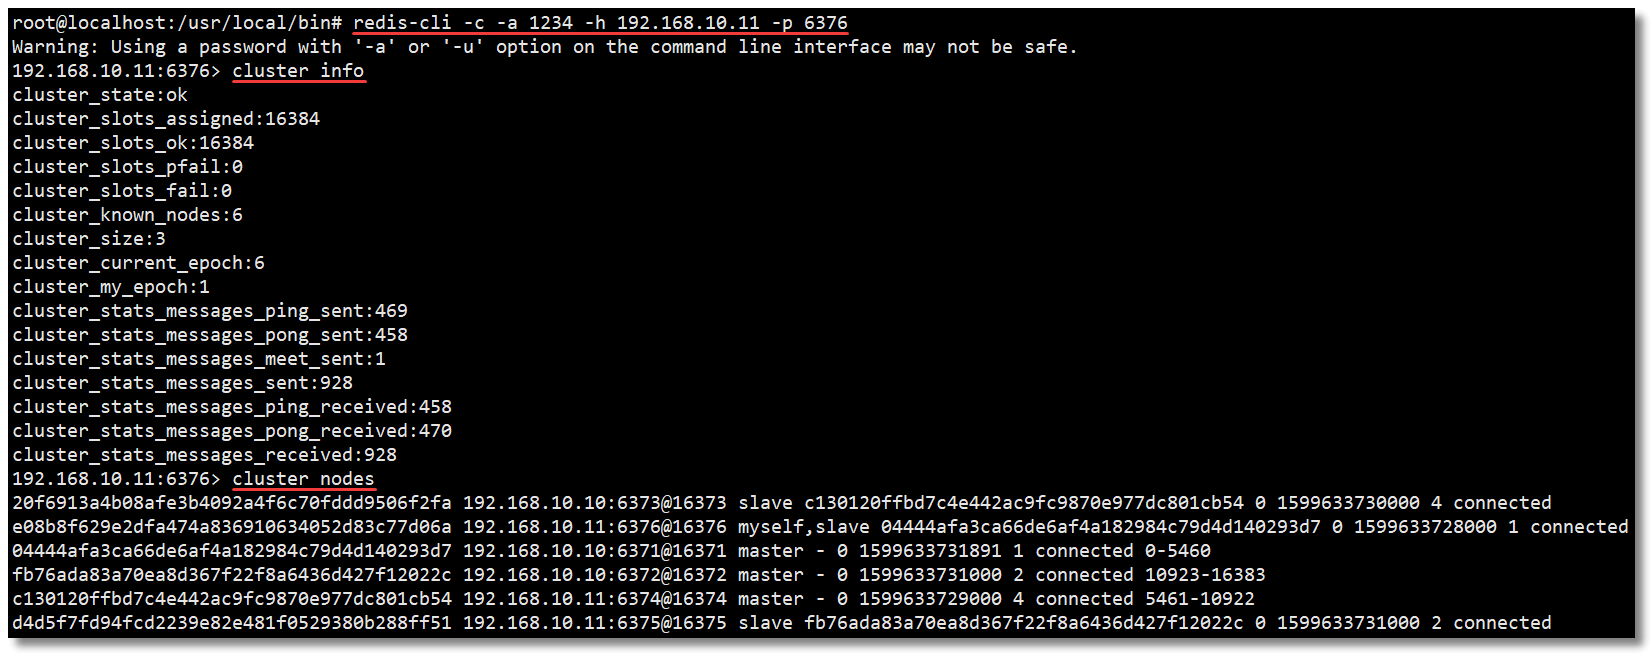 root@localhost:/usr/local/bin# redis-cli -c -a 1234 -h 192.168.10.11 -p 6376
Warning: Using a password with '-a' or '-u' option on the command line interface may not be safe.
192.168.10.11:6376> cluster info
cluster_state:ok
cluster_slots_assigned:16384
cluster_slots_ok:16384
cluster_slots_pfail:0
cluster_slots_fail:0
cluster_known_nodes:6
cluster_size:3
cluster_current_epoch:6
cluster_my_epoch:1
cluster_stats_messages_ping_sent:469
cluster_stats_messages_pong_sent:458
cluster_stats_messages_meet_sent:1
cluster_stats_messages_sent:928
cluster_stats_messages_ping_received:458
cluster_stats_messages_pong_received:470
cluster_stats_messages_received:928
192.168.10.11:6376> cluster nodes
20f6913a4b08afe3b4092a4f6c70fddd9506f2fa 192.168.10.10:6373@16373 slave c130120ffbd7c4e442ac9fc9870e977dc801cb54 0 1599633730000 4 connected
e08b8f629e2dfa474a836910634052d83c77d06a 192.168.10.11:6376@16376 myself,slave 04444afa3ca66de6af4a182984c79d4d140293d7 0 1599633728000 1 connected
04444afa3ca66de6af4a182984c79d4d140293d7 192.168.10.10:6371@16371 master - 0 1599633731891 1 connected 0-5460
fb76ada83a70ea8d367f22f8a6436d427f12022c 192.168.10.10:6372@16372 master - 0 1599633731000 2 connected 10923-16383
c130120ffbd7c4e442ac9fc9870e977dc801cb54 192.168.10.11:6374@16374 master - 0 1599633729000 4 connected 5461-10922
d4d5f7fd94fcd2239e82e481f0529380b288ff51 192.168.10.11:6375@16375 slave fb76ada83a70ea8d367f22f8a6436d427f12022c 0 1599633731000 2 connected